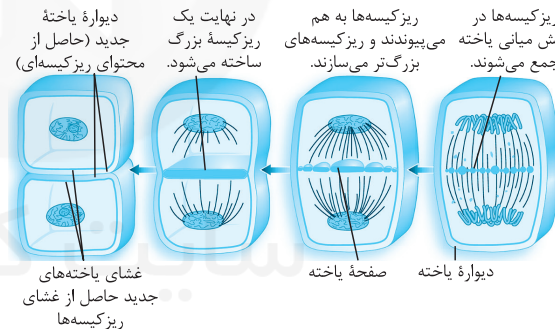 ریزکیسه‌ها در
میانی یاخته
جمع می‌شوند.
ریزکیسه‌ها به هم
می‌پیوندند و ریزکیسه‌های
بزرگ‌تر می‌سازند.
در نهایت یک
ریزکیسهٔ بزرگ
ساخته می‌شود.
دیوارهٔ یاختهٔ
جدید (حاصل از
محتوای ریزکیسه‌ای)
دیوارهٔ یاخته
صفحهٔ یاخته
غشای یاخته‌های
جدید حاصل از غشای
ریزکیسه‌ها